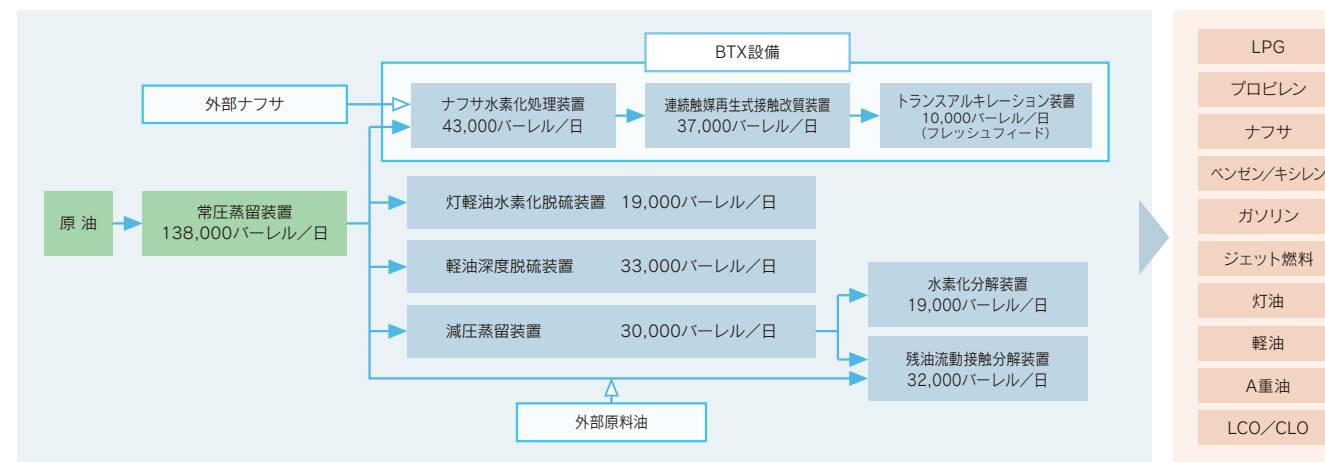 BTX設備
外部ナフサ
ナフサ水素化処理装置
43,000バーレル／日
連続触媒再生式接触改質装置
37,000バーレル／日
トランスアルキレーション装置
10,000バーレル／日
（フレッシュフィード）
原油
常圧蒸留装置
138,000バーレル／日
灯軽油水素化脱硫装置 19,000バーレル／日
軽油深度脱硫装置 33,000バーレル／日
減圧蒸留装置 30,000バーレル／日
水素化分解装置
19,000バーレル／日
残油流動接触分解装置
32,000バーレル／日
外部原料油
LPG
プロピレン
ナフサ
ベンゼン/キシレン
ガソリン
ジェット燃料
灯油
軽油
A重油
LCO／CLO